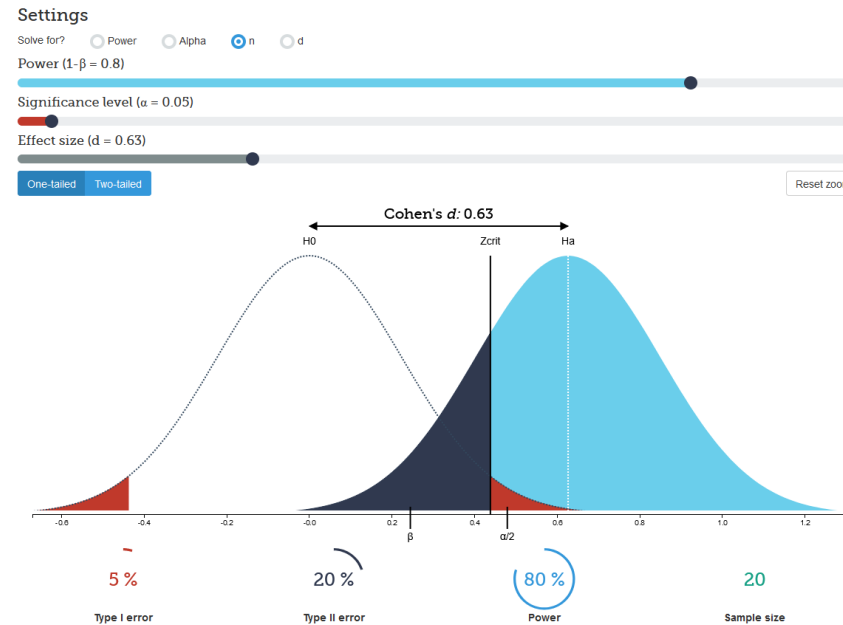 Settings
Solve for? Power Alpha n d
Power (1-β = 0.8)
Significance level (α = 0.05)
Effect size (d = 0.63)
One-tailed Two-tailed
Reset
Cohen's d: 0.63
H0 Zcrit Ha
-0.6 -0.4 -0.2 -0.0 0.2 0.4 0.6 0.8 1.0 1.2
β α/2
5 % 20 % 80 % 20
Type I error Type II error Power Sample size